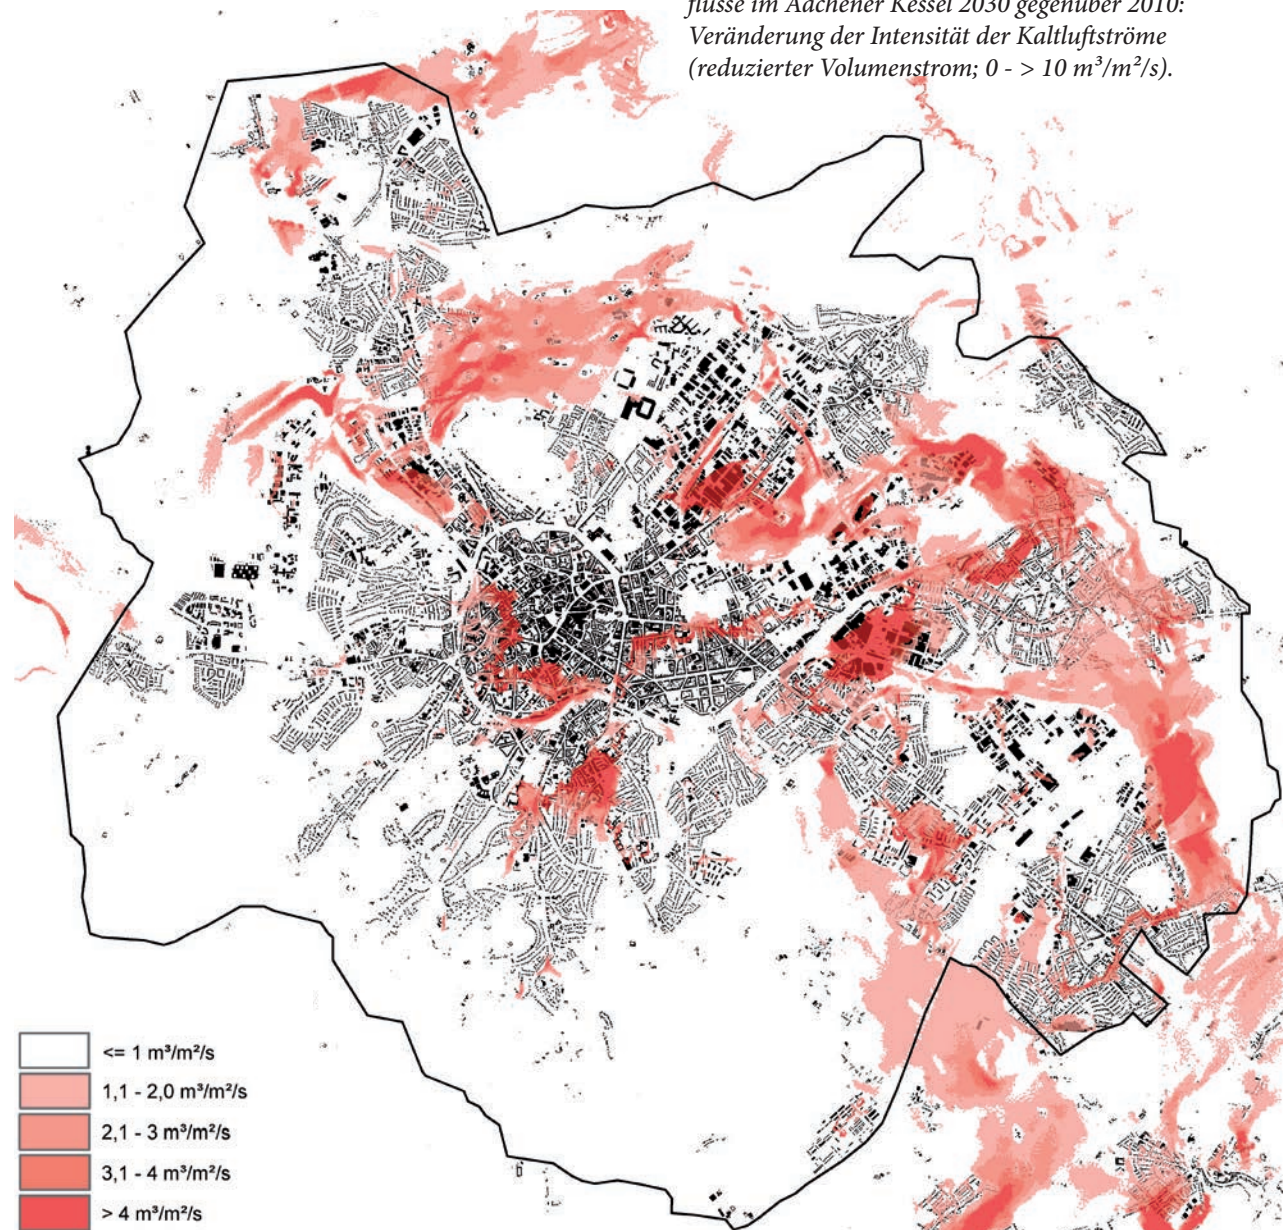 flüsse im Aachener Kessel 2030 gegenüber 2010:
Veränderung der Intensität der Kaltluftströme
(reduzierter Volumenstrom; 0 - > 10 m³/m²/s).
<= 1 m³/m²/s
1,1 - 2,0 m³/m²/s
2,1 - 3 m³/m²/s
3,1 - 4 m³/m²/s
> 4 m³/m²/s